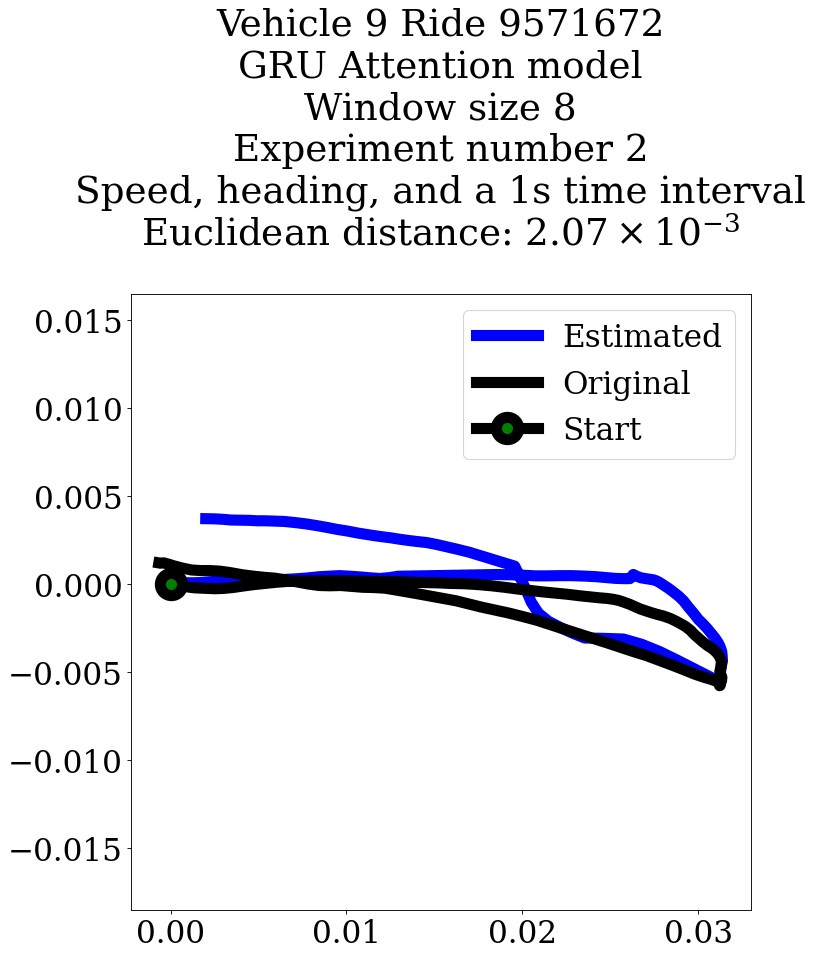 Vehicle 9 Ride 9571672
GRU Attention model
Window size 8
Experiment number 2
Speed, heading, and a 1s time interval
Euclidean distance: 2.07 × 10⁻³
Estimated
Original
Start
0.015
0.010
0.005
0.000
−0.005
−0.010
−0.015
0.00 0.01 0.02 0.03